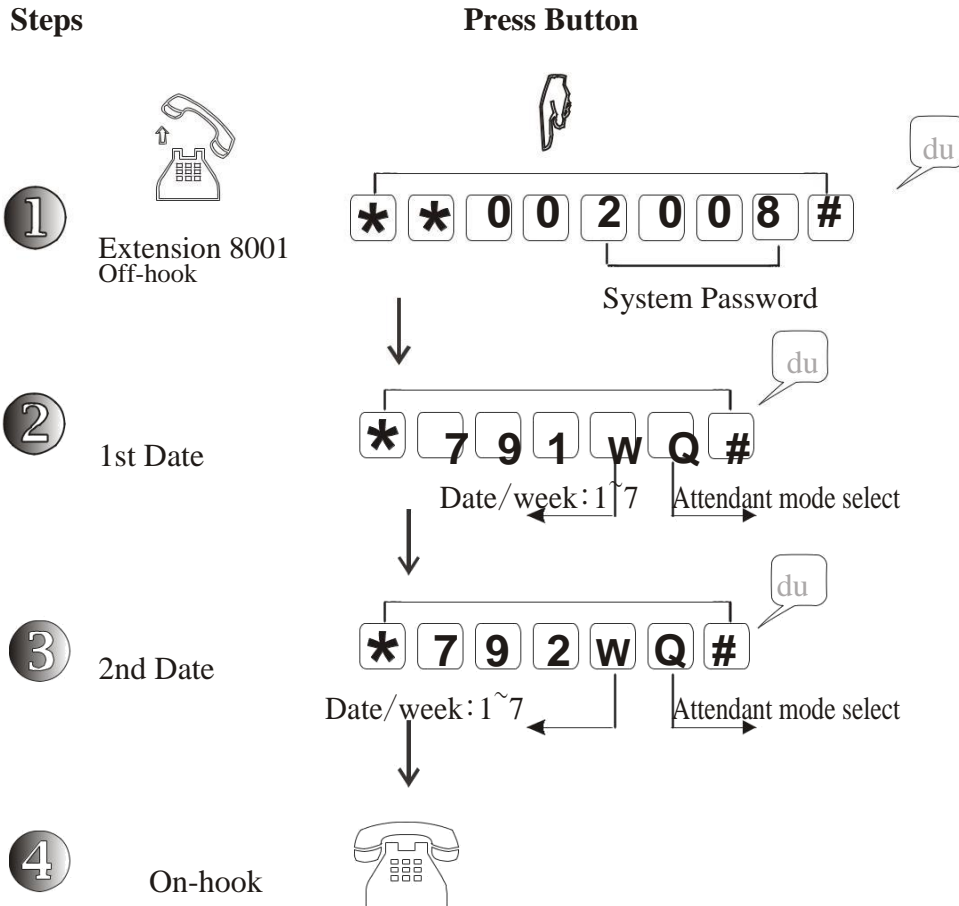 Steps Press Button
du
1 * * 0 0 2 0 0 8 #
Extension 8001
Off-hook
System Password
du
2 * 7 9 1 W Q #
1st Date
Date/week:1~7 Attendant mode select
du
3 * 7 9 2 W Q #
2nd Date
Date/week:1~7 Attendant mode select
4 On-hook